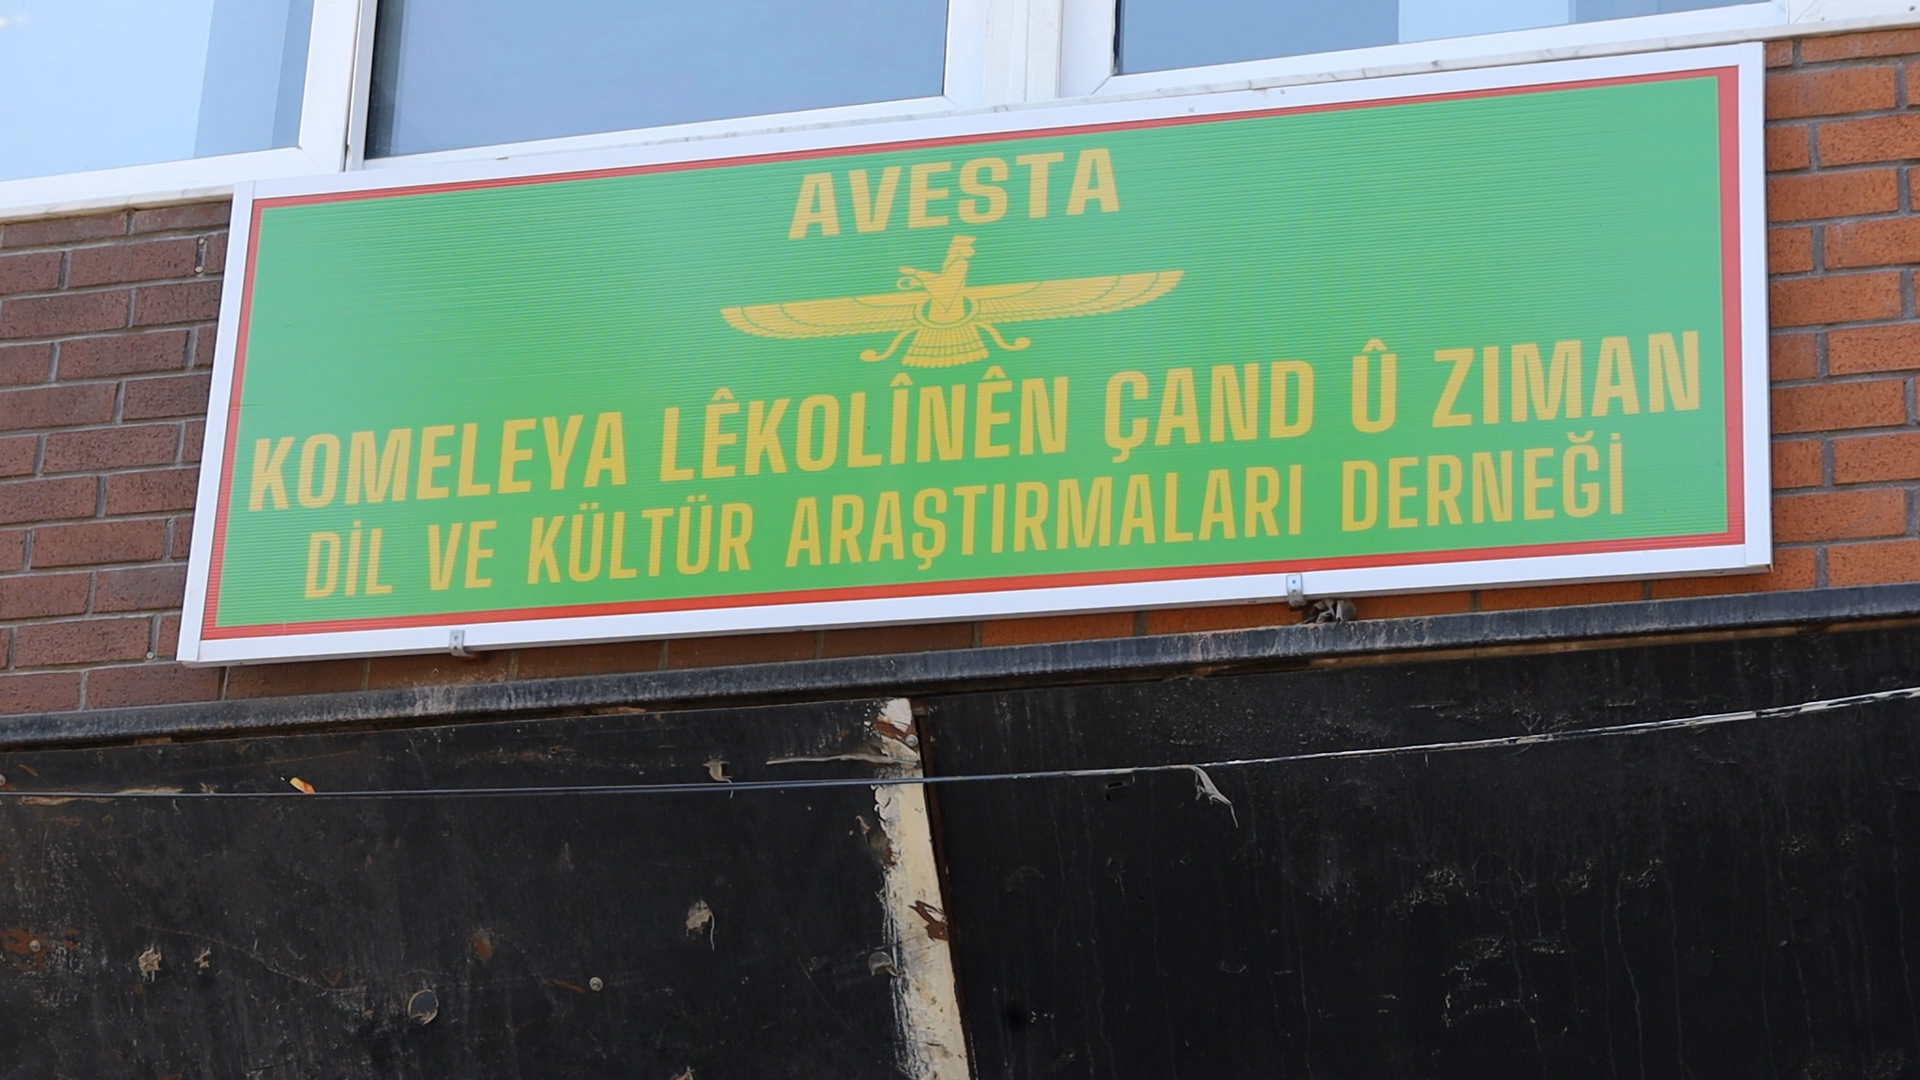 AVESTA
KOMELEYA LÊKOLÎNÊN ÇAND Û ZIMAN
DİL VE KÜLTÜR ARAŞTIRMALARI DERNEĞİ